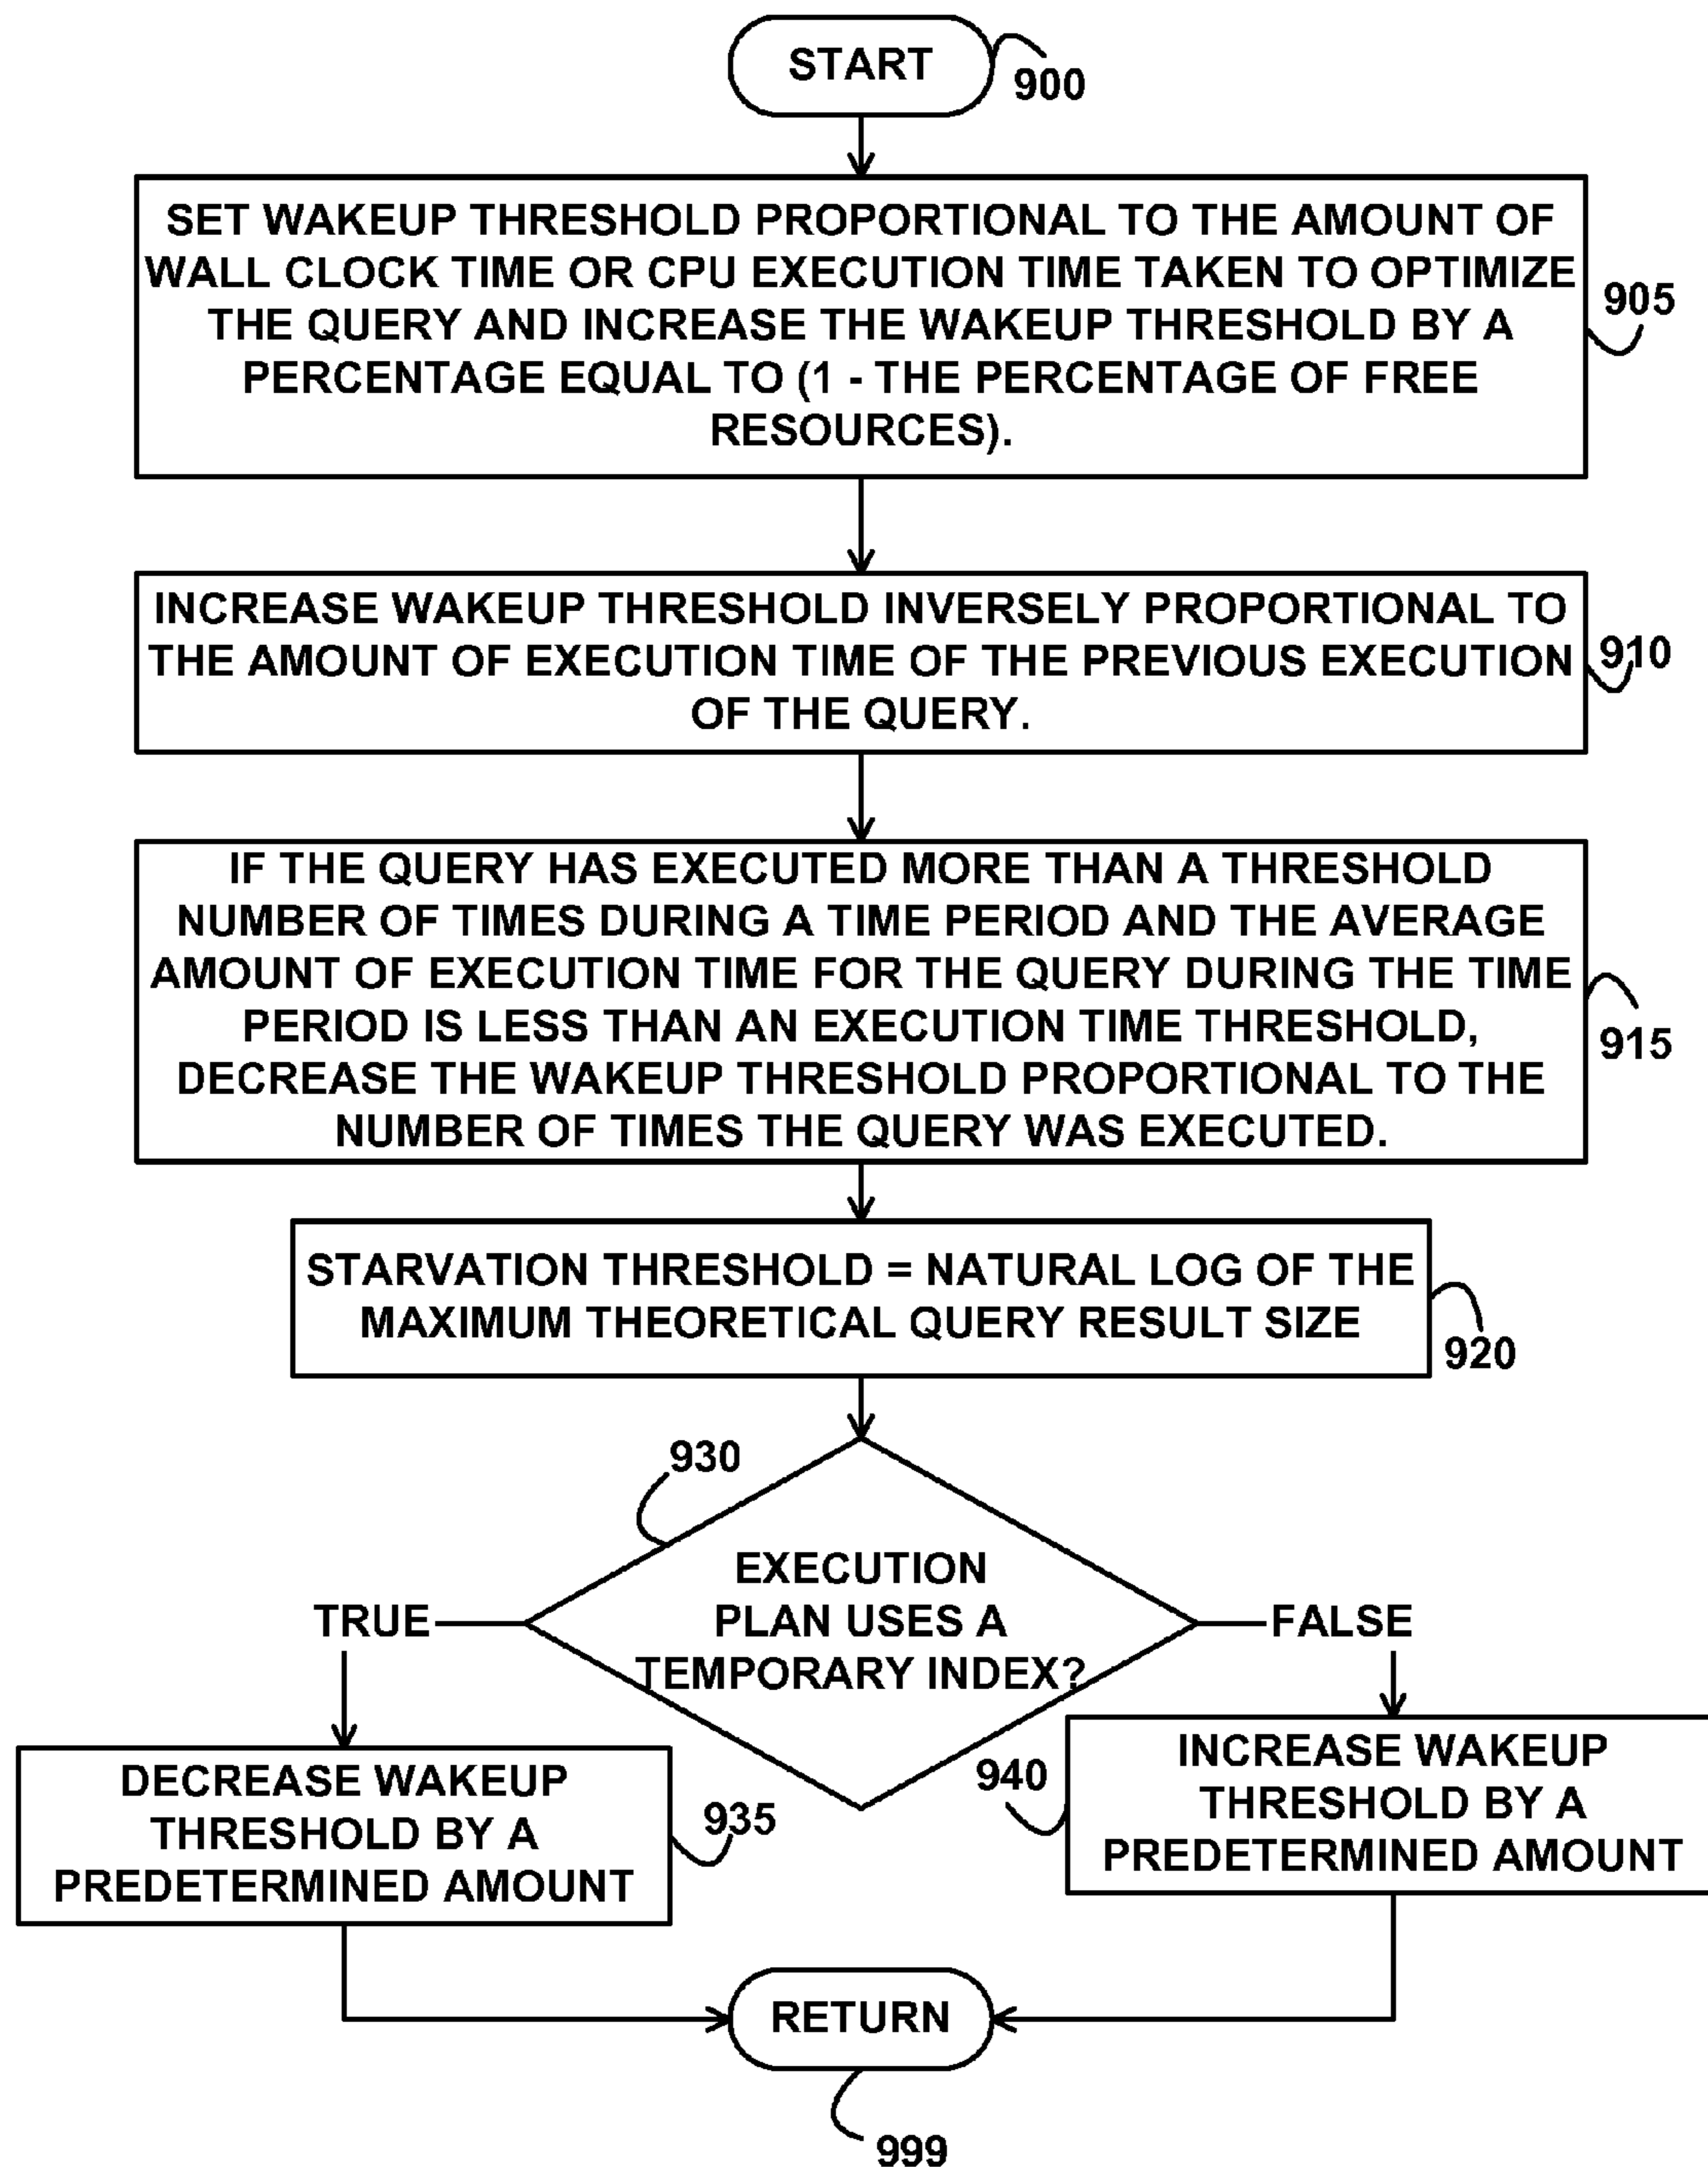 START
900
SET WAKEUP THRESHOLD PROPORTIONAL TO THE AMOUNT OF
WALL CLOCK TIME OR CPU EXECUTION TIME TAKEN TO OPTIMIZE
THE QUERY AND INCREASE THE WAKEUP THRESHOLD BY A
PERCENTAGE EQUAL TO (1 - THE PERCENTAGE OF FREE
RESOURCES).
905
INCREASE WAKEUP THRESHOLD INVERSELY PROPORTIONAL TO
THE AMOUNT OF EXECUTION TIME OF THE PREVIOUS EXECUTION
OF THE QUERY.
910
IF THE QUERY HAS EXECUTED MORE THAN A THRESHOLD
NUMBER OF TIMES DURING A TIME PERIOD AND THE AVERAGE
AMOUNT OF EXECUTION TIME FOR THE QUERY DURING THE TIME
PERIOD IS LESS THAN AN EXECUTION TIME THRESHOLD,
DECREASE THE WAKEUP THRESHOLD PROPORTIONAL TO THE
NUMBER OF TIMES THE QUERY WAS EXECUTED.
915
STARVATION THRESHOLD = NATURAL LOG OF THE
MAXIMUM THEORETICAL QUERY RESULT SIZE
920
930
EXECUTION
PLAN USES A
TEMPORARY INDEX?
TRUE
FALSE
DECREASE WAKEUP
THRESHOLD BY A
PREDETERMINED AMOUNT
935
940
INCREASE WAKEUP
THRESHOLD BY A
PREDETERMINED AMOUNT
RETURN
999